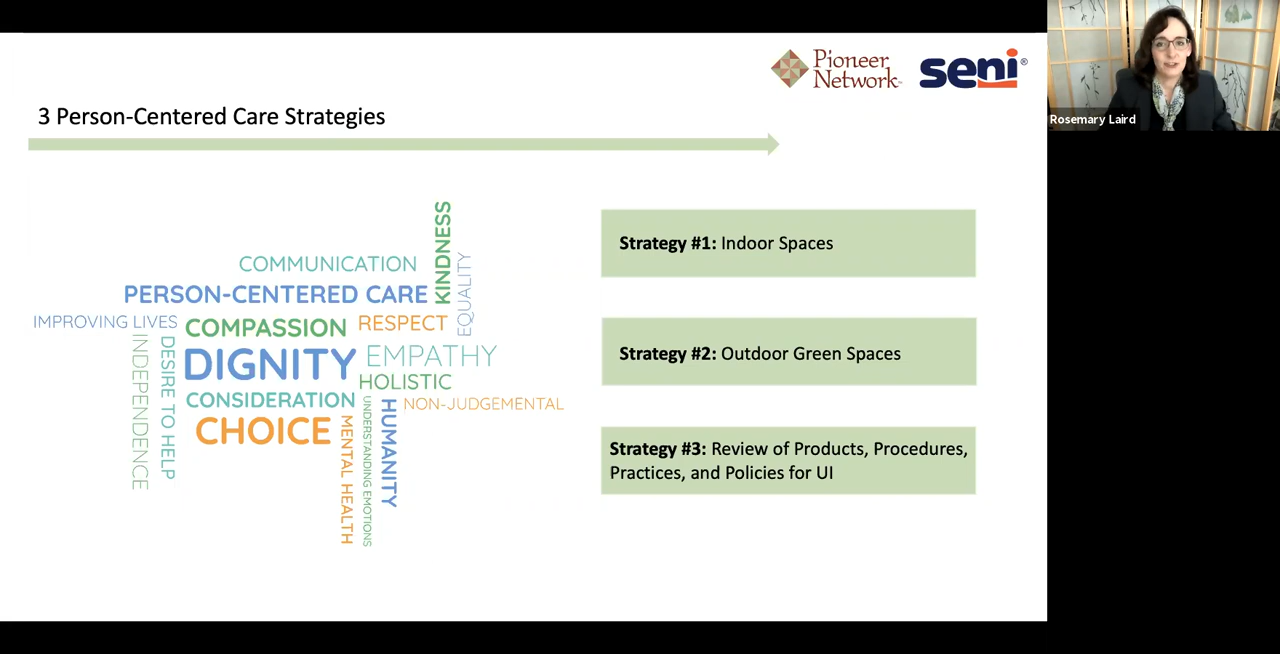 Pioneer
Network™
seni®
Rosemary Laird
3 Person-Centered Care Strategies
KINDNESS
COMMUNICATION
EQUALITY
PERSON-CENTERED CARE
IMPROVING LIVES
COMPASSION
RESPECT
INDEPENDENCE
DESIRE TO HELP
DIGNITY
EMPATHY
HOLISTIC
CONSIDERATION
UNDERSTANDING EMOTIONS
HUMANITY
NON-JUDGEMENTAL
CHOICE
MENTAL HEALTH
Strategy #1: Indoor Spaces
Strategy #2: Outdoor Green Spaces
Strategy #3: Review of Products, Procedures,
Practices, and Policies for UI